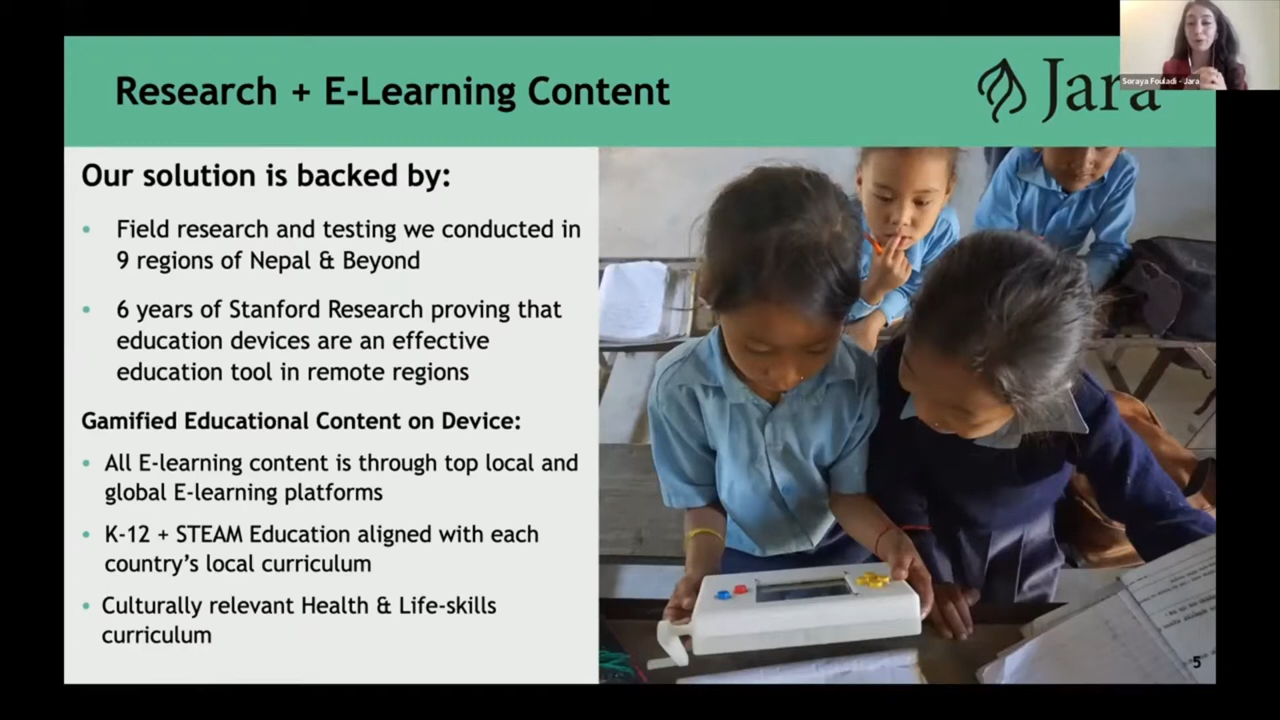 Research + E-Learning Content
Jara
Soraya Fouladi - Jara
Our solution is backed by:
• Field research and testing we conducted in
9 regions of Nepal & Beyond
• 6 years of Stanford Research proving that
education devices are an effective
education tool in remote regions
Gamified Educational Content on Device:
• All E-learning content is through top local and
global E-learning platforms
• K-12 + STEAM Education aligned with each
country’s local curriculum
• Culturally relevant Health & Life-skills
curriculum
5